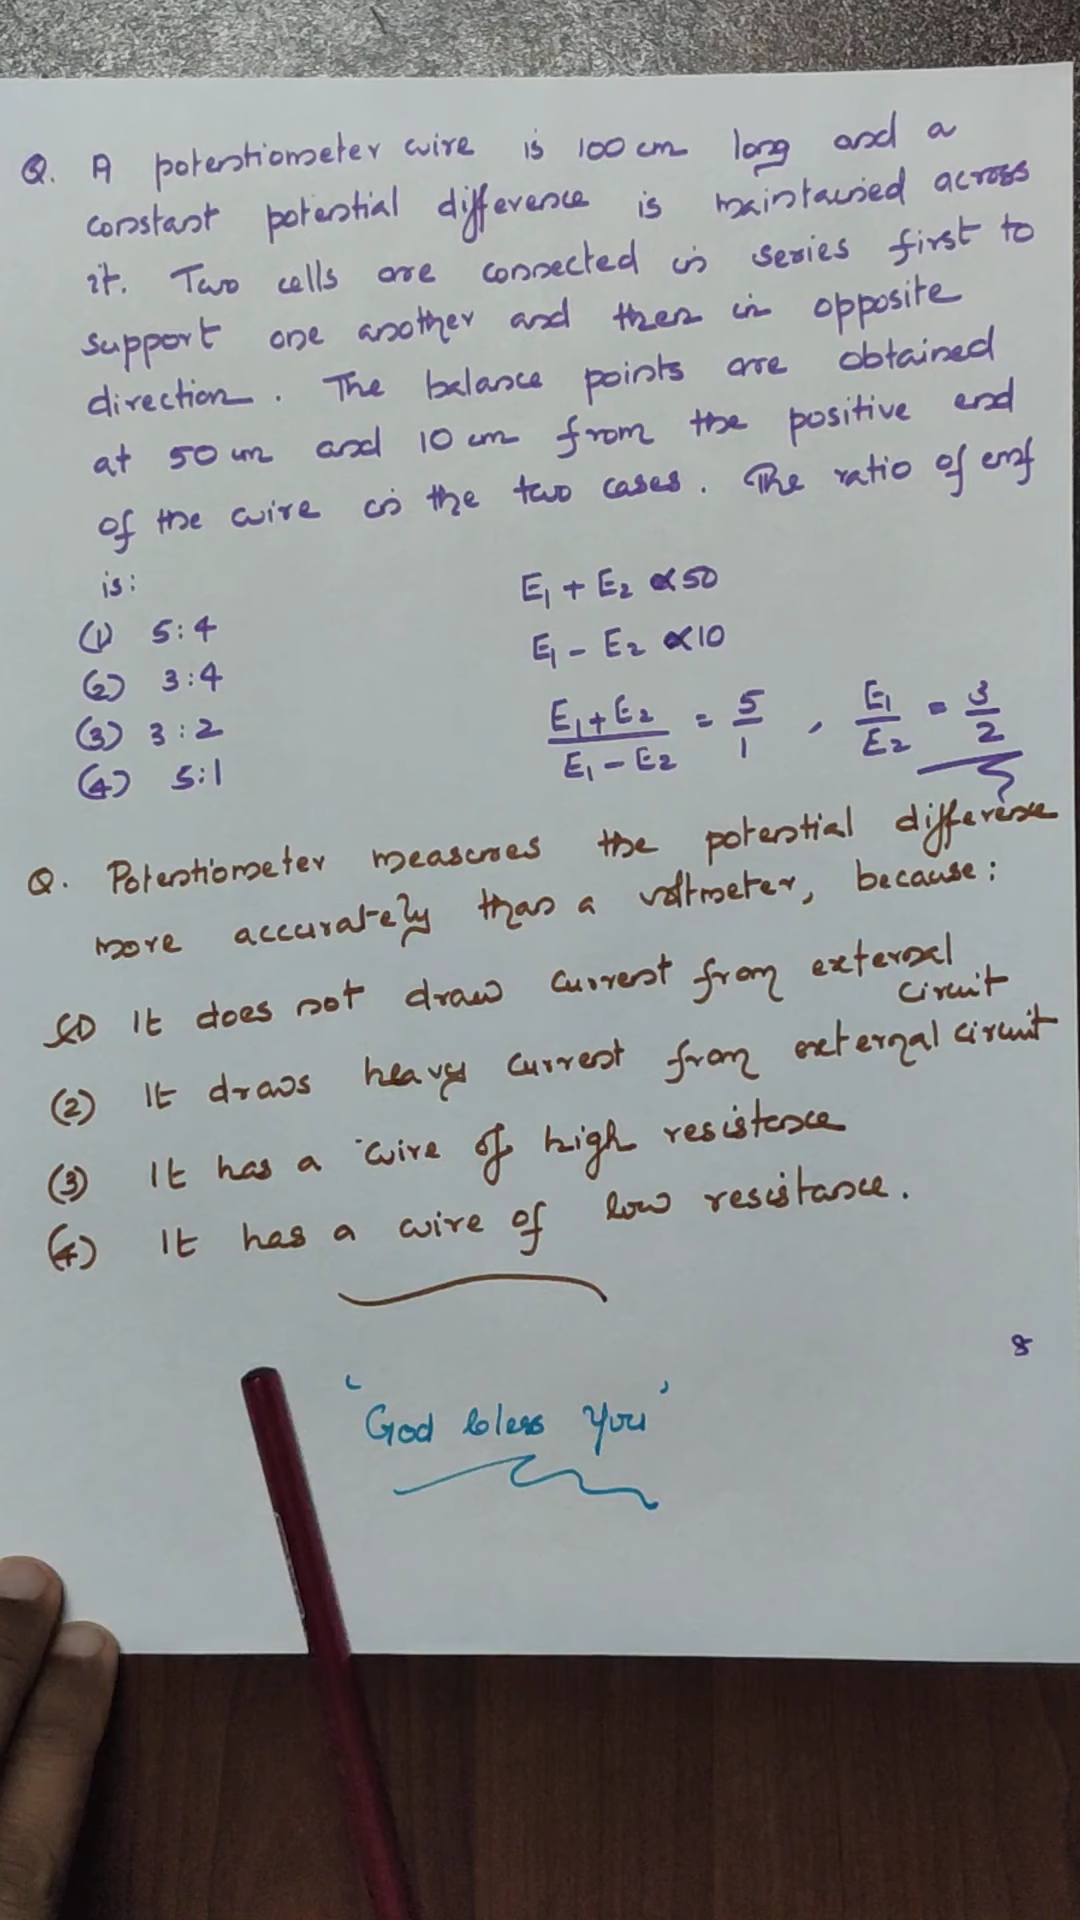 Q. A potentiometer wire is 100 cm long and a
constant potential difference is maintained across
it. Two cells are connected in series first to
support one another and then in opposite
direction. The balance points are obtained
at 50 cm and 10 cm from the positive end
of the wire in the two cases. The ratio of emf
is:
(1) 5:4
(2) 3:4
(3) 3:2
(4) 5:1
E₁ + E₂ ∝ 50
E₁ - E₂ ∝ 10
(E₁ + E₂)/(E₁ - E₂) = 5/1 , E₁/E₂ = 3/2
Q. Potentiometer measures the potential difference
more accurately than a voltmeter, because:
(1) It does not draw current from external
circuit
(2) It draws heavy current from external circuit
(3) It has a wire of high resistance
(4) It has a wire of low resistance.
8
'God bless you'